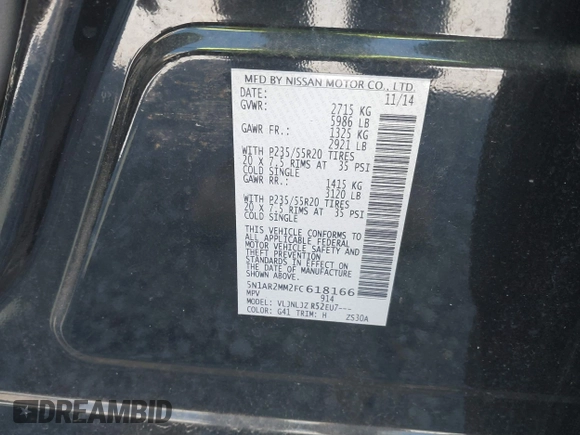 MFD BY NISSAN MOTOR CO., LTD.
DATE: 11/14
GVWR: 2715 KG
5986 LB
GAWR FR.: 1325 KG
2921 LB
WITH P235/55R20 TIRES
20 X 7.5 RIMS AT 35 PSI
COLD SINGLE
GAWR RR.: 1415 KG
3120 LB
WITH P235/55R20 TIRES
20 X 7.5 RIMS AT 35 PSI
COLD SINGLE
THIS VEHICLE CONFORMS TO
ALL APPLICABLE FEDERAL
MOTOR VEHICLE SAFETY AND
BUMPER AND THEFT PREVENTION
STANDARDS IN EFFECT ON
THE DATE OF MANUFACTURE
SHOWN ABOVE.
5N1AR2MM2FC618166
MPV 914
MODEL: VLJNLJZ R52EU7---
COLOR: G41 TRIM: H ZS30A
DREAMBID